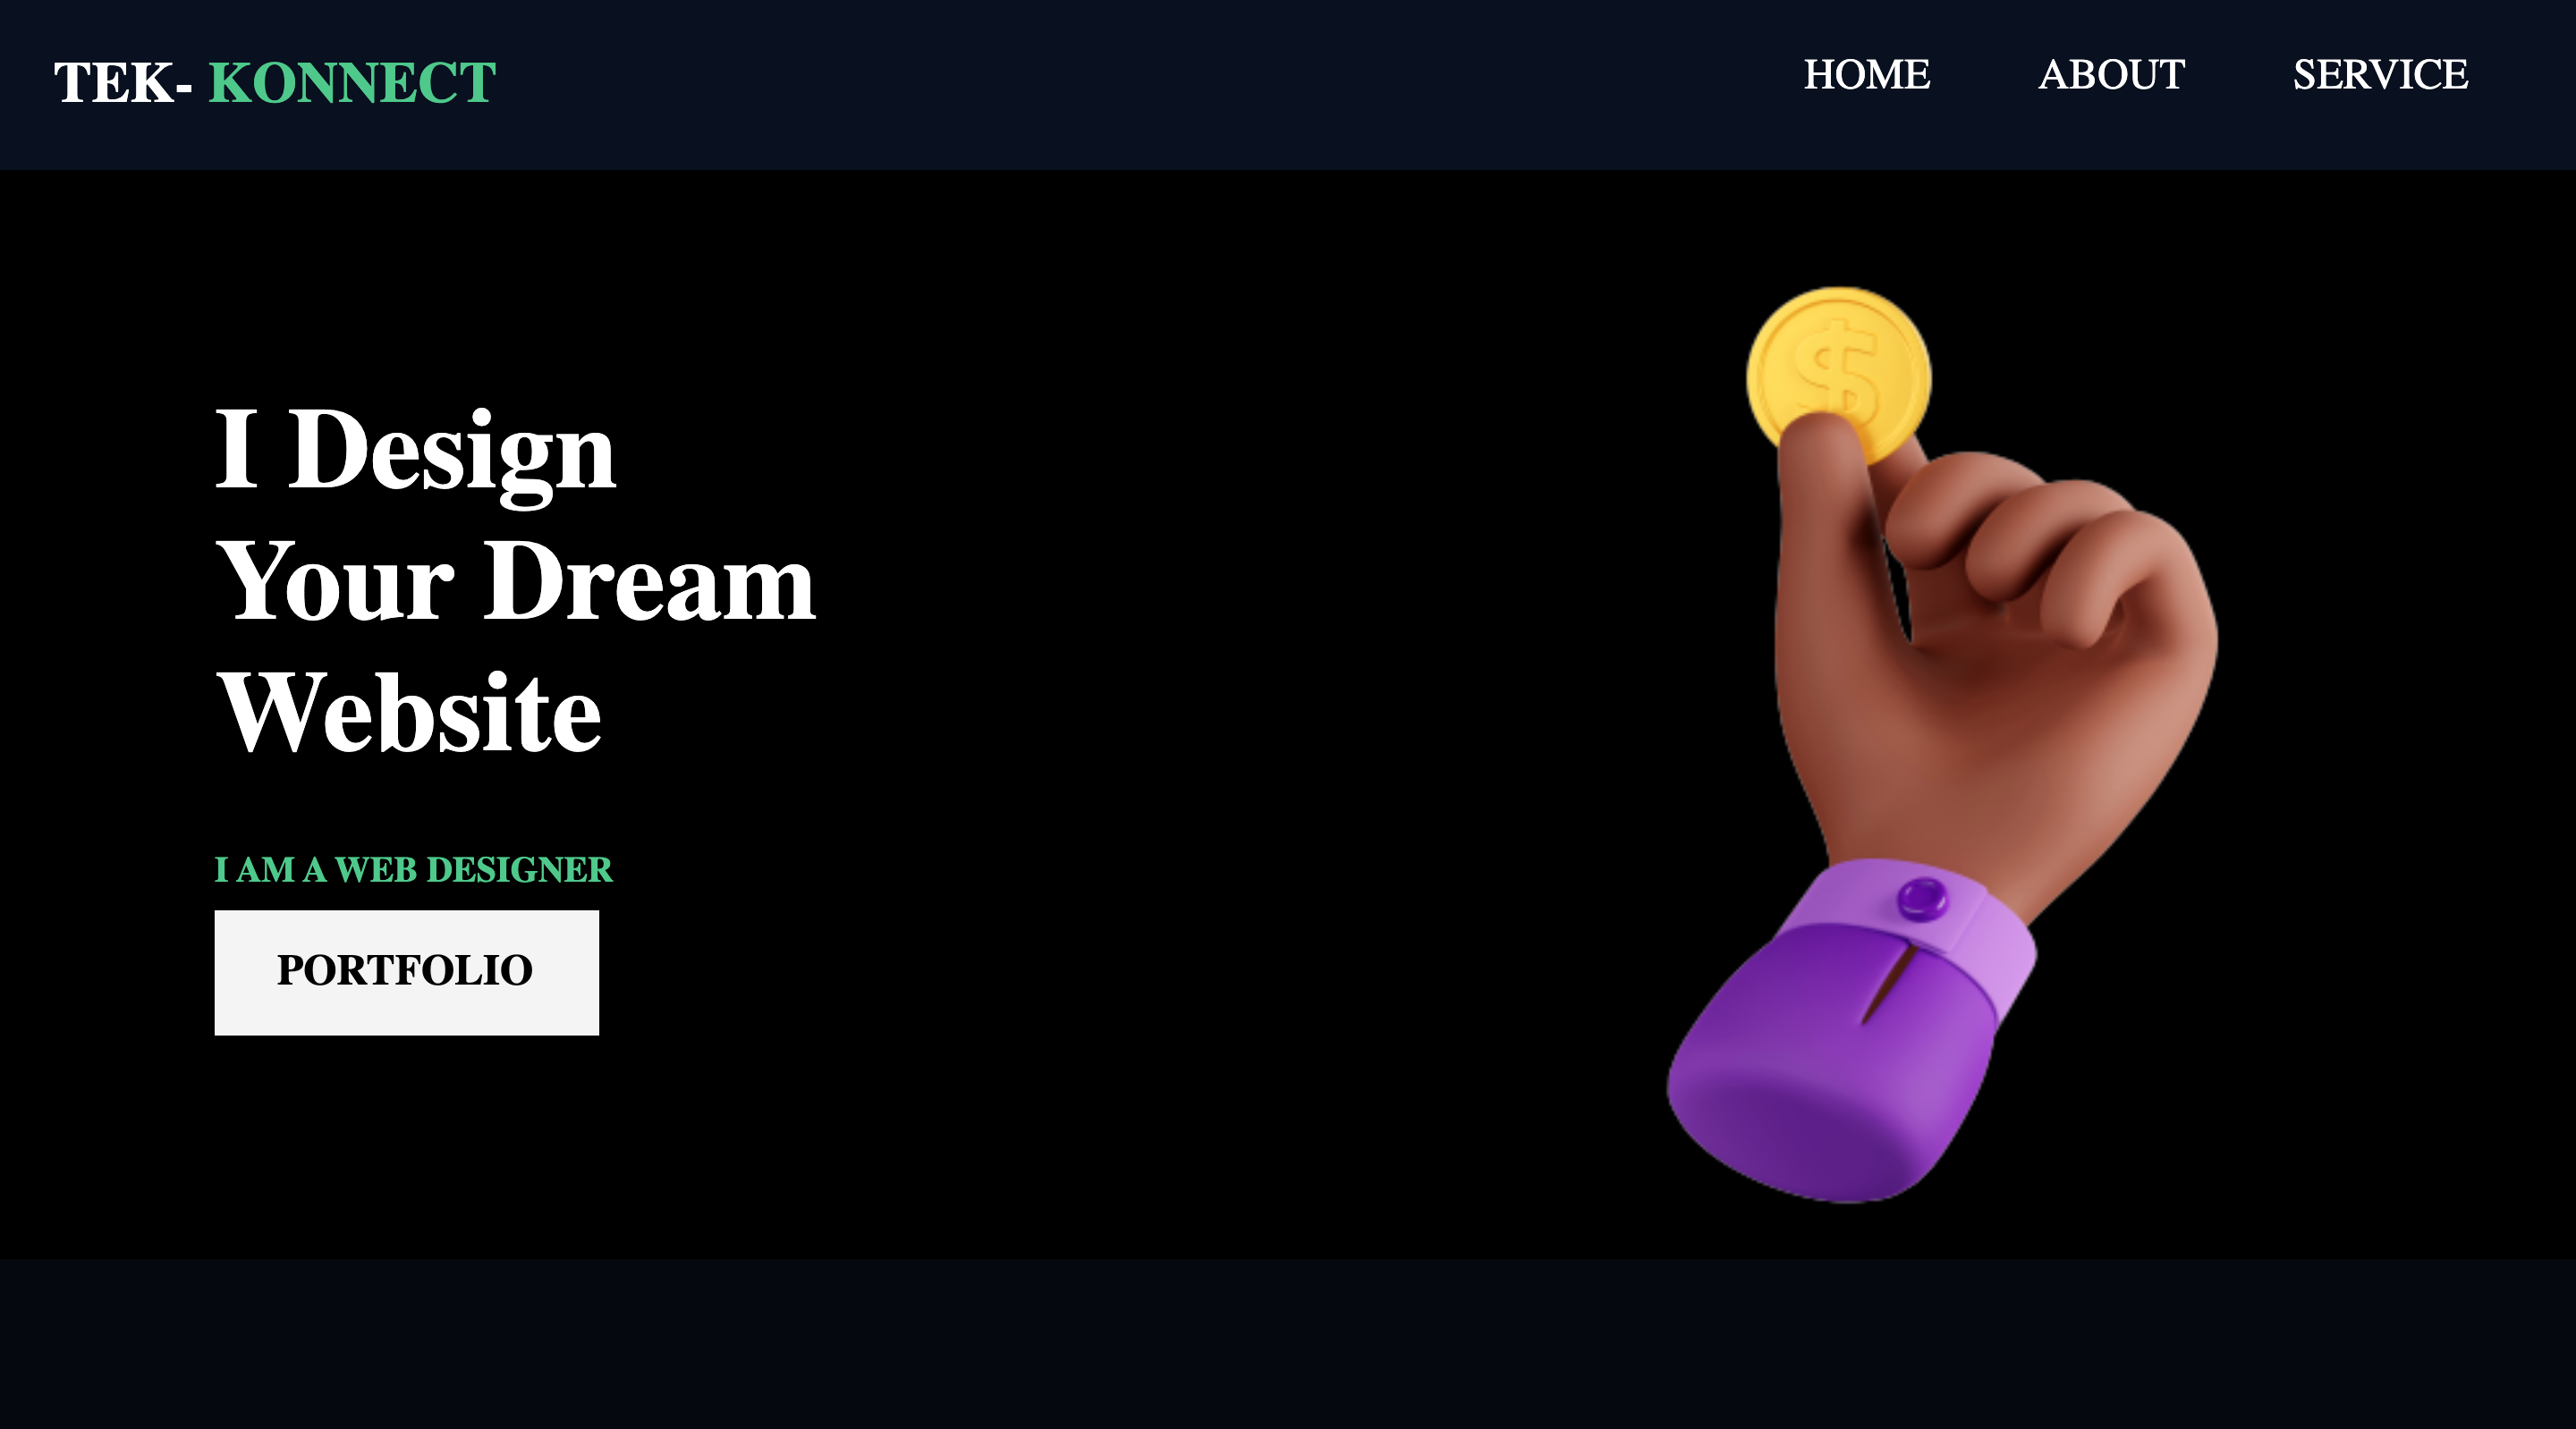 TEK- KONNECT
HOME ABOUT SERVICE
I Design
Your Dream
Website
I AM A WEB DESIGNER
PORTFOLIO
$